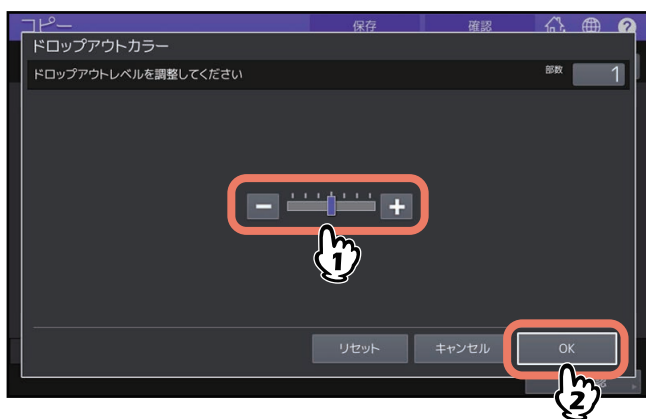 コピー 保存 確認 ?
ドロップアウトカラー
ドロップアウトレベルを調整してください 部数 1
− +
1
リセット キャンセル OK
2